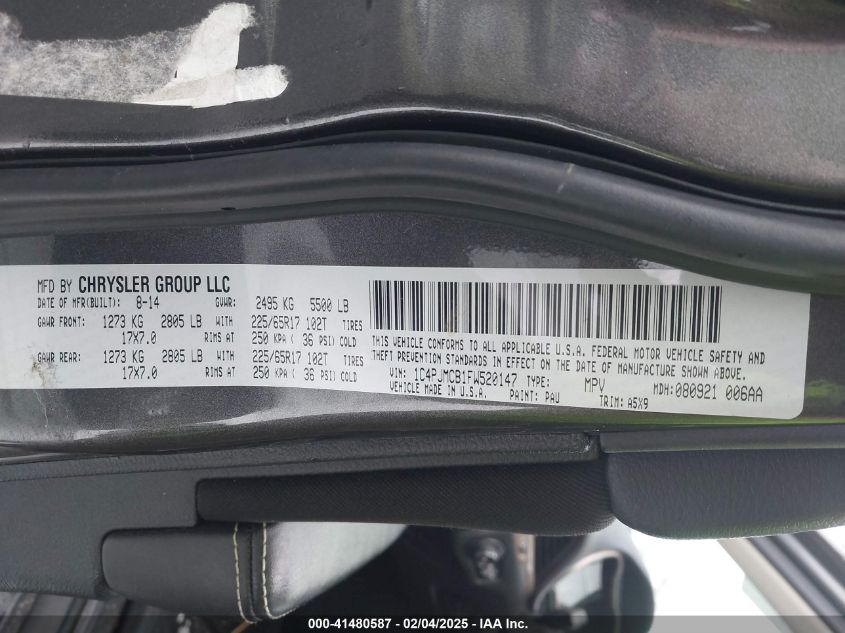 MFD BY CHRYSLER GROUP LLC
DATE OF MFR(BUILT): 8-14 GVWR: 2495 KG 5500 LB
GAWR FRONT: 1273 KG 2805 LB WITH 225/65R17 102T TIRES
17X7.0 RIMS AT 250 KPA ( 36 PSI) COLD
GAWR REAR: 1273 KG 2805 LB WITH 225/65R17 102T TIRES
17X7.0 RIMS AT 250 KPA ( 36 PSI) COLD
THIS VEHICLE CONFORMS TO ALL APPLICABLE U.S.A. FEDERAL MOTOR VEHICLE SAFETY AND
THEFT PREVENTION STANDARDS IN EFFECT ON THE DATE OF MANUFACTURE SHOWN ABOVE.
VIN: 1C4PJMCB1FW520147 TYPE: MPV MDH:080921 006AA
VEHICLE MADE IN U.S.A. PAINT: PAU TRIM: A5X9
000-41480587 - 02/04/2025 - IAA Inc.